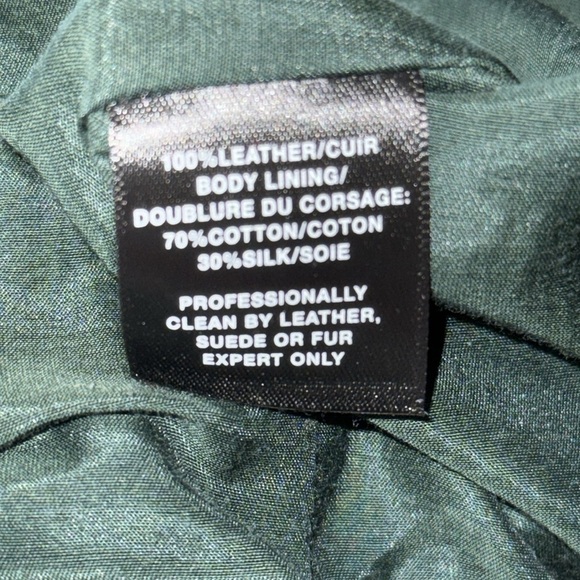 100%LEATHER/CUIR
BODY LINING/
DOUBLURE DU CORSAGE:
70%COTTON/COTON
30%SILK/SOIE
PROFESSIONALLY
CLEAN BY LEATHER,
SUEDE OR FUR
EXPERT ONLY